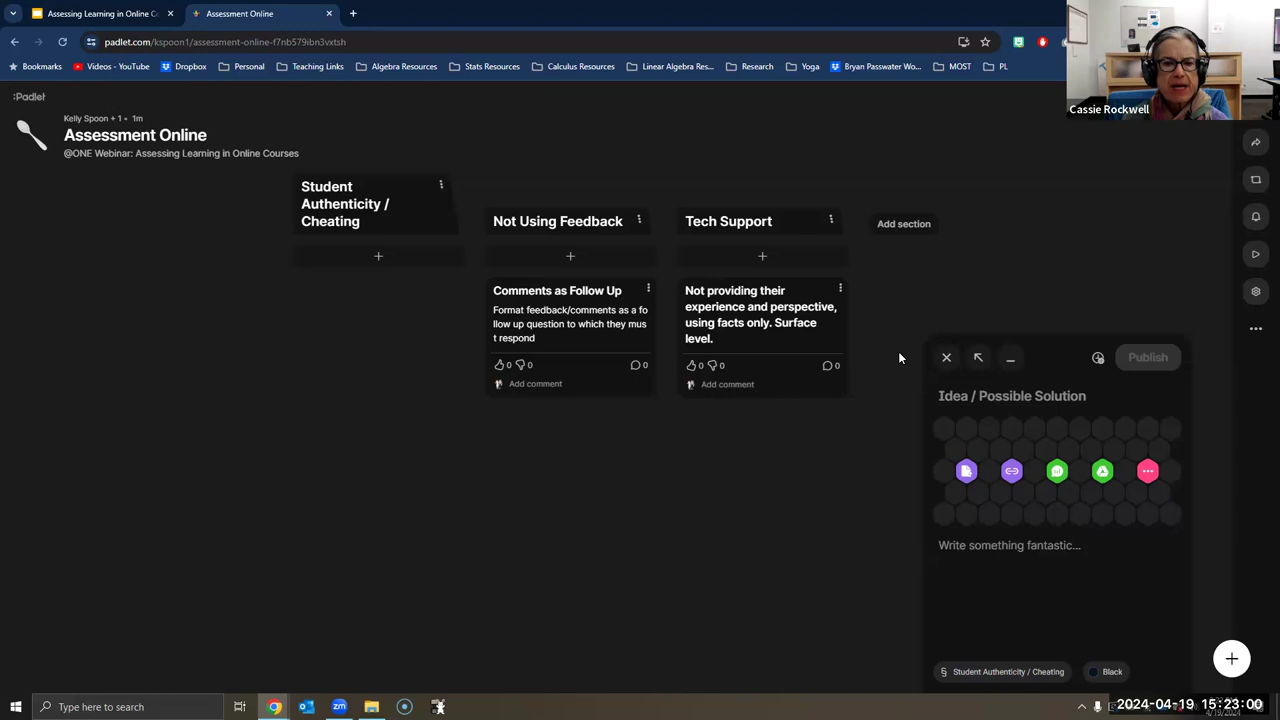 Assessing Learning in Online Co
Assessment Online
padlet.com/kspoon1/assessment-online-f7nb579ibn3vxtsh
Bookmarks
Videos - YouTube
Dropbox
Personal
Teaching Links
Algebra Resources
Stats Resources
Calculus Resources
Linear Algebra Res...
Research
Yoga
Bryan Passwater Wo...
MOST
PL
Cassie Rockwell
:Padlet
Kelly Spoon + 1 • 1m
Assessment Online
@ONE Webinar: Assessing Learning in Online Courses
Student
Authenticity /
Cheating
Not Using Feedback
Tech Support
Add section
Comments as Follow Up
Format feedback/comments as a fo
llow up question to which they mus
t respond
0 0 0
Add comment
Not providing their
experience and perspective,
using facts only. Surface
level.
0 0 0
Add comment
Publish
Idea / Possible Solution
Write something fantastic...
Student Authenticity / Cheating
Black
Type here to search
2024-04-19 15:23:00